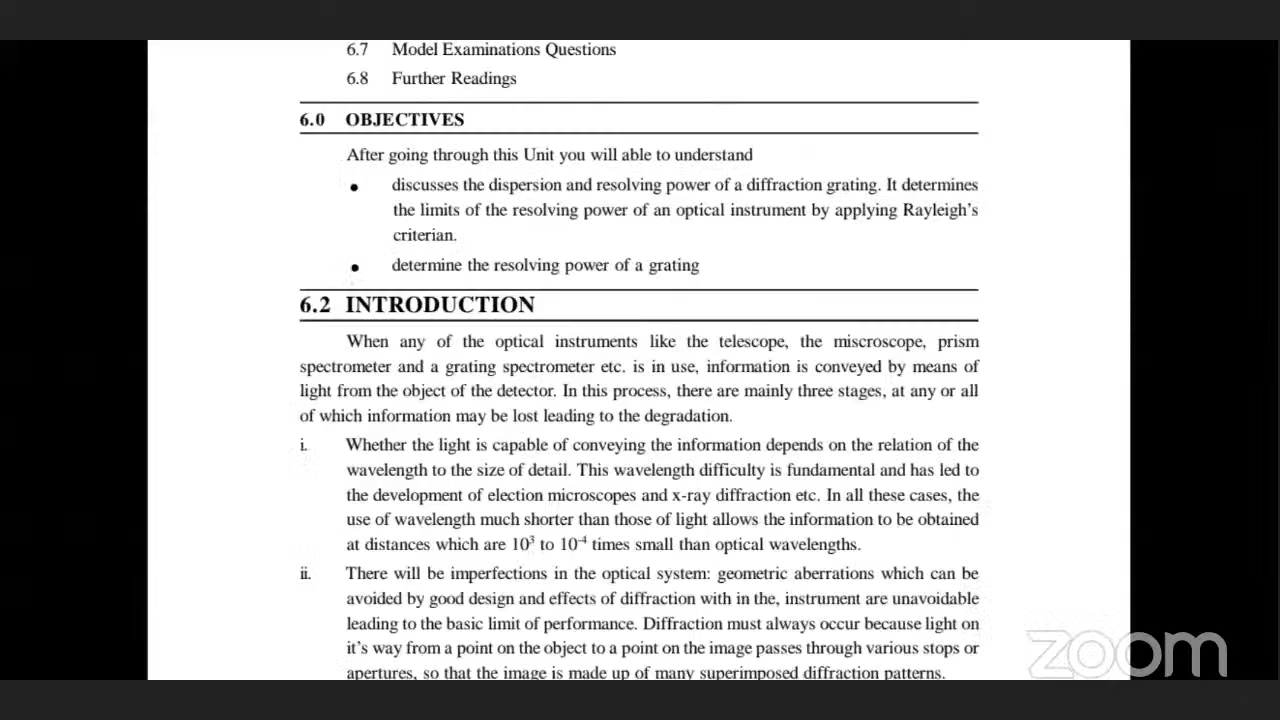 6.7 Model Examinations Questions
6.8 Further Readings
6.0 OBJECTIVES
After going through this Unit you will able to understand
• discusses the dispersion and resolving power of a diffraction grating. It determines
the limits of the resolving power of an optical instrument by applying Rayleigh's
criterian.
• determine the resolving power of a grating
6.2 INTRODUCTION
When any of the optical instruments like the telescope, the miscroscope, prism
spectrometer and a grating spectrometer etc. is in use, information is conveyed by means of
light from the object of the detector. In this process, there are mainly three stages, at any or all
of which information may be lost leading to the degradation.
i. Whether the light is capable of conveying the information depends on the relation of the
wavelength to the size of detail. This wavelength difficulty is fundamental and has led to
the development of election microscopes and x-ray diffraction etc. In all these cases, the
use of wavelength much shorter than those of light allows the information to be obtained
at distances which are 10³ to 10⁻⁴ times small than optical wavelengths.
ii. There will be imperfections in the optical system: geometric aberrations which can be
avoided by good design and effects of diffraction with in the, instrument are unavoidable
leading to the basic limit of performance. Diffraction must always occur because light on
it's way from a point on the object to a point on the image passes through various stops or
apertures, so that the image is made up of many superimposed diffraction patterns.
zoom